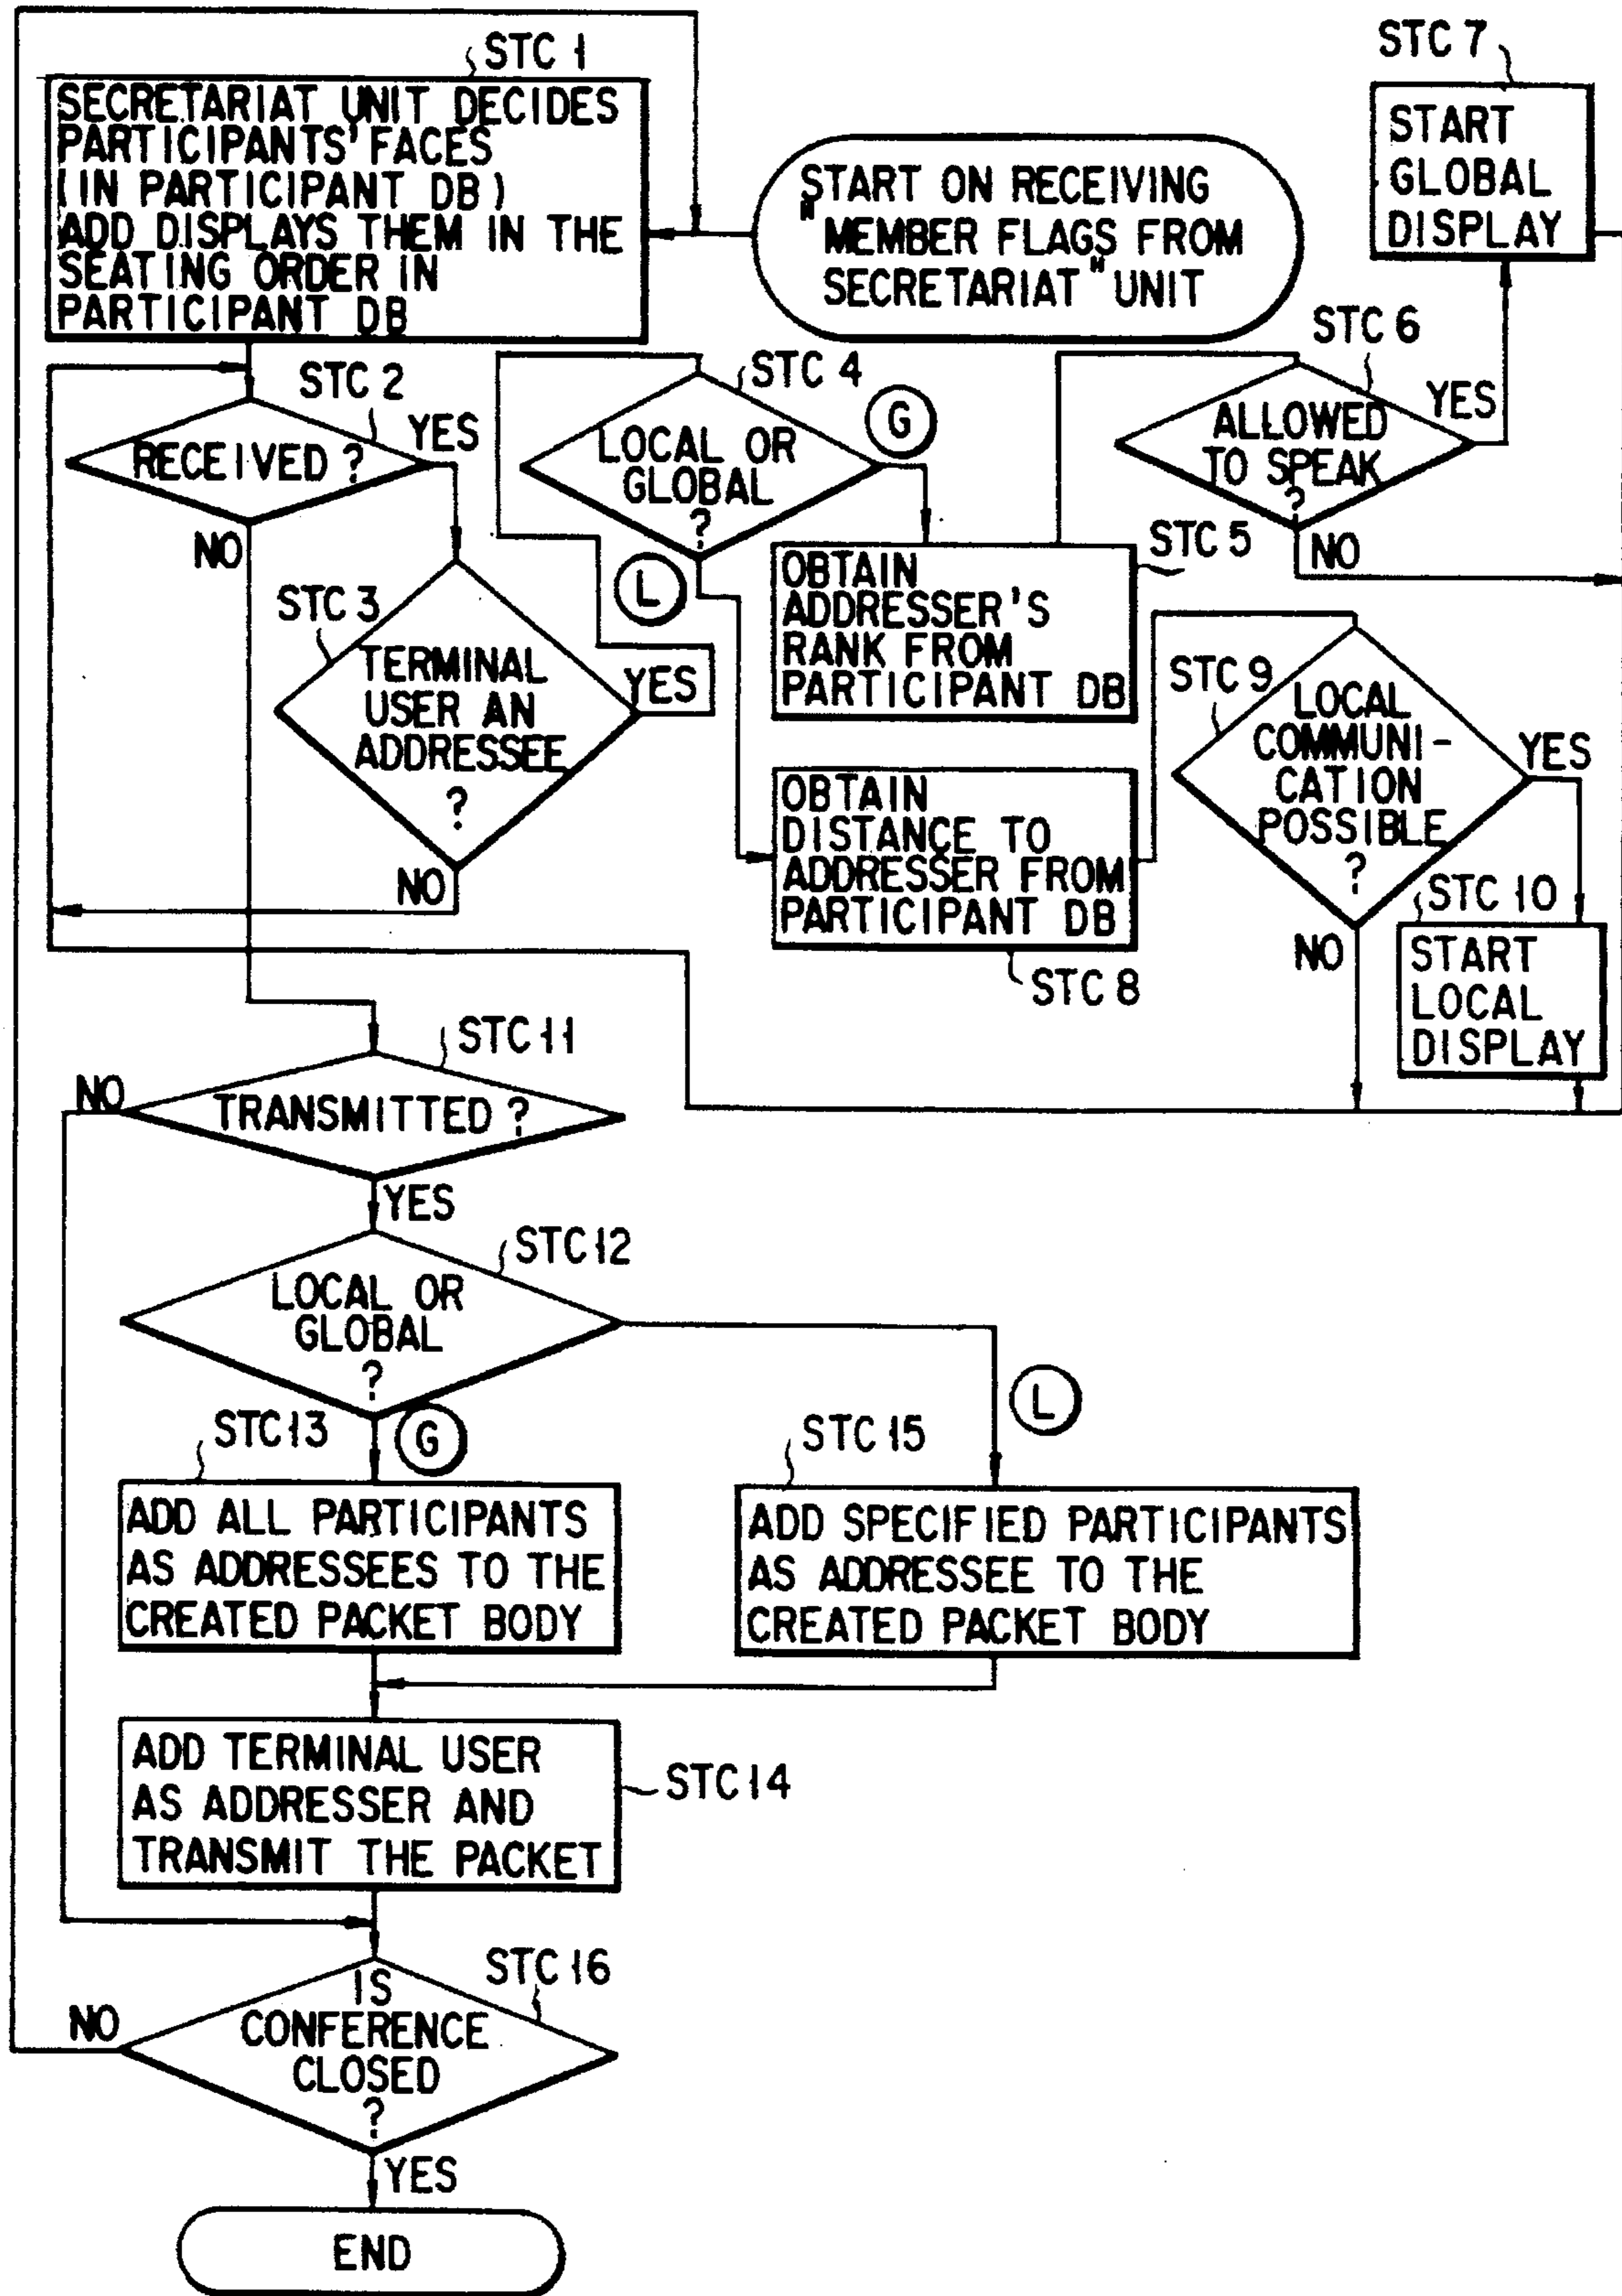 STC 1
SECRETARIAT UNIT DECIDES
PARTICIPANTS' FACES
(IN PARTICIPANT DB)
ADD DISPLAYS THEM IN THE
SEATING ORDER IN
PARTICIPANT DB
START ON RECEIVING
"MEMBER FLAGS FROM
SECRETARIAT" UNIT
STC 7
START
GLOBAL
DISPLAY
STC 2
RECEIVED ?
YES
NO
STC 3
TERMINAL
USER AN
ADDRESSEE
?
YES
NO
STC 4
LOCAL OR
GLOBAL
?
G
L
STC 5
OBTAIN
ADDRESSER'S
RANK FROM
PARTICIPANT DB
STC 6
ALLOWED
TO SPEAK
?
YES
NO
OBTAIN
DISTANCE TO
ADDRESSER FROM
PARTICIPANT DB
STC 8
STC 9
LOCAL
COMMUNI-
CATION
POSSIBLE
?
YES
NO
STC 10
START
LOCAL
DISPLAY
STC 11
TRANSMITTED ?
NO
YES
STC 12
LOCAL OR
GLOBAL
?
G
L
STC 13
ADD ALL PARTICIPANTS
AS ADDRESSEES TO THE
CREATED PACKET BODY
STC 15
ADD SPECIFIED PARTICIPANTS
AS ADDRESSEE TO THE
CREATED PACKET BODY
ADD TERMINAL USER
AS ADDRESSER AND
TRANSMIT THE PACKET
STC 14
STC 16
IS
CONFERENCE
CLOSED
?
NO
YES
END